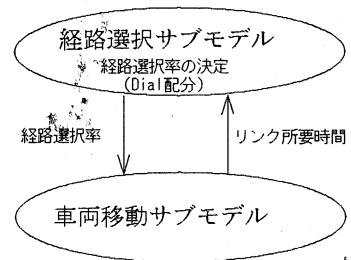 経路選択サブモデル
経路選択率の決定
(Dial配分)
経路選択率
リンク所要時間
車両移動サブモデル